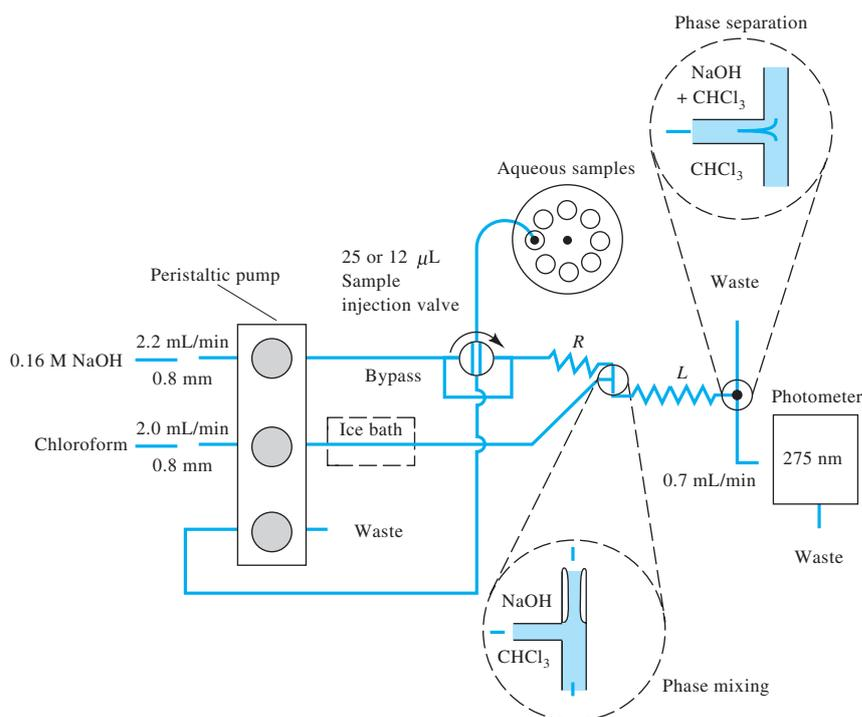 Phase separation
NaOH
+ CHCl₃
CHCl₃
Aqueous samples
25 or 12 μL
Sample
injection valve
Peristaltic pump
Waste
2.2 mL/min
0.16 M NaOH
0.8 mm
Bypass
R
L
Photometer
Chloroform
2.0 mL/min
0.8 mm
Ice bath
275 nm
0.7 mL/min
Waste
Waste
NaOH
CHCl₃
Phase mixing